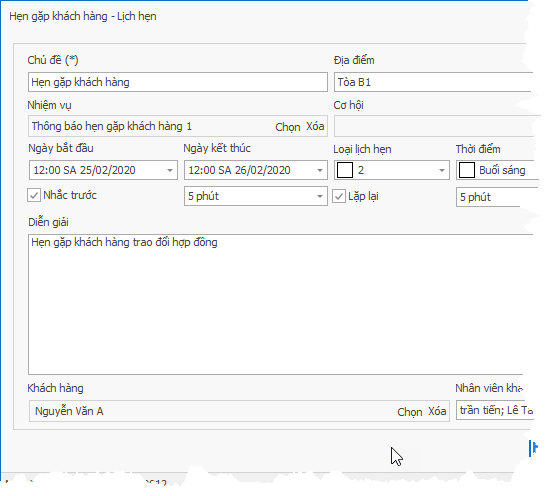 Hẹn gặp khách hàng - Lịch hẹn
Chủ đề (*) Địa điểm
Hẹn gặp khách hàng Tòa B1
Nhiệm vụ Cơ hội
Thông báo hẹn gặp khách hàng 1 Chọn Xóa
Ngày bắt đầu Ngày kết thúc Loại lịch hẹn Thời điểm
12:00 SA 25/02/2020 12:00 SA 26/02/2020 2 Buổi sáng
Nhắc trước 5 phút Lặp lại 5 phút
Diễn giải
Hẹn gặp khách hàng trao đổi hợp đồng
Khách hàng Nhân viên
Nguyễn Văn A Chọn Xóa trần tiến; Lê